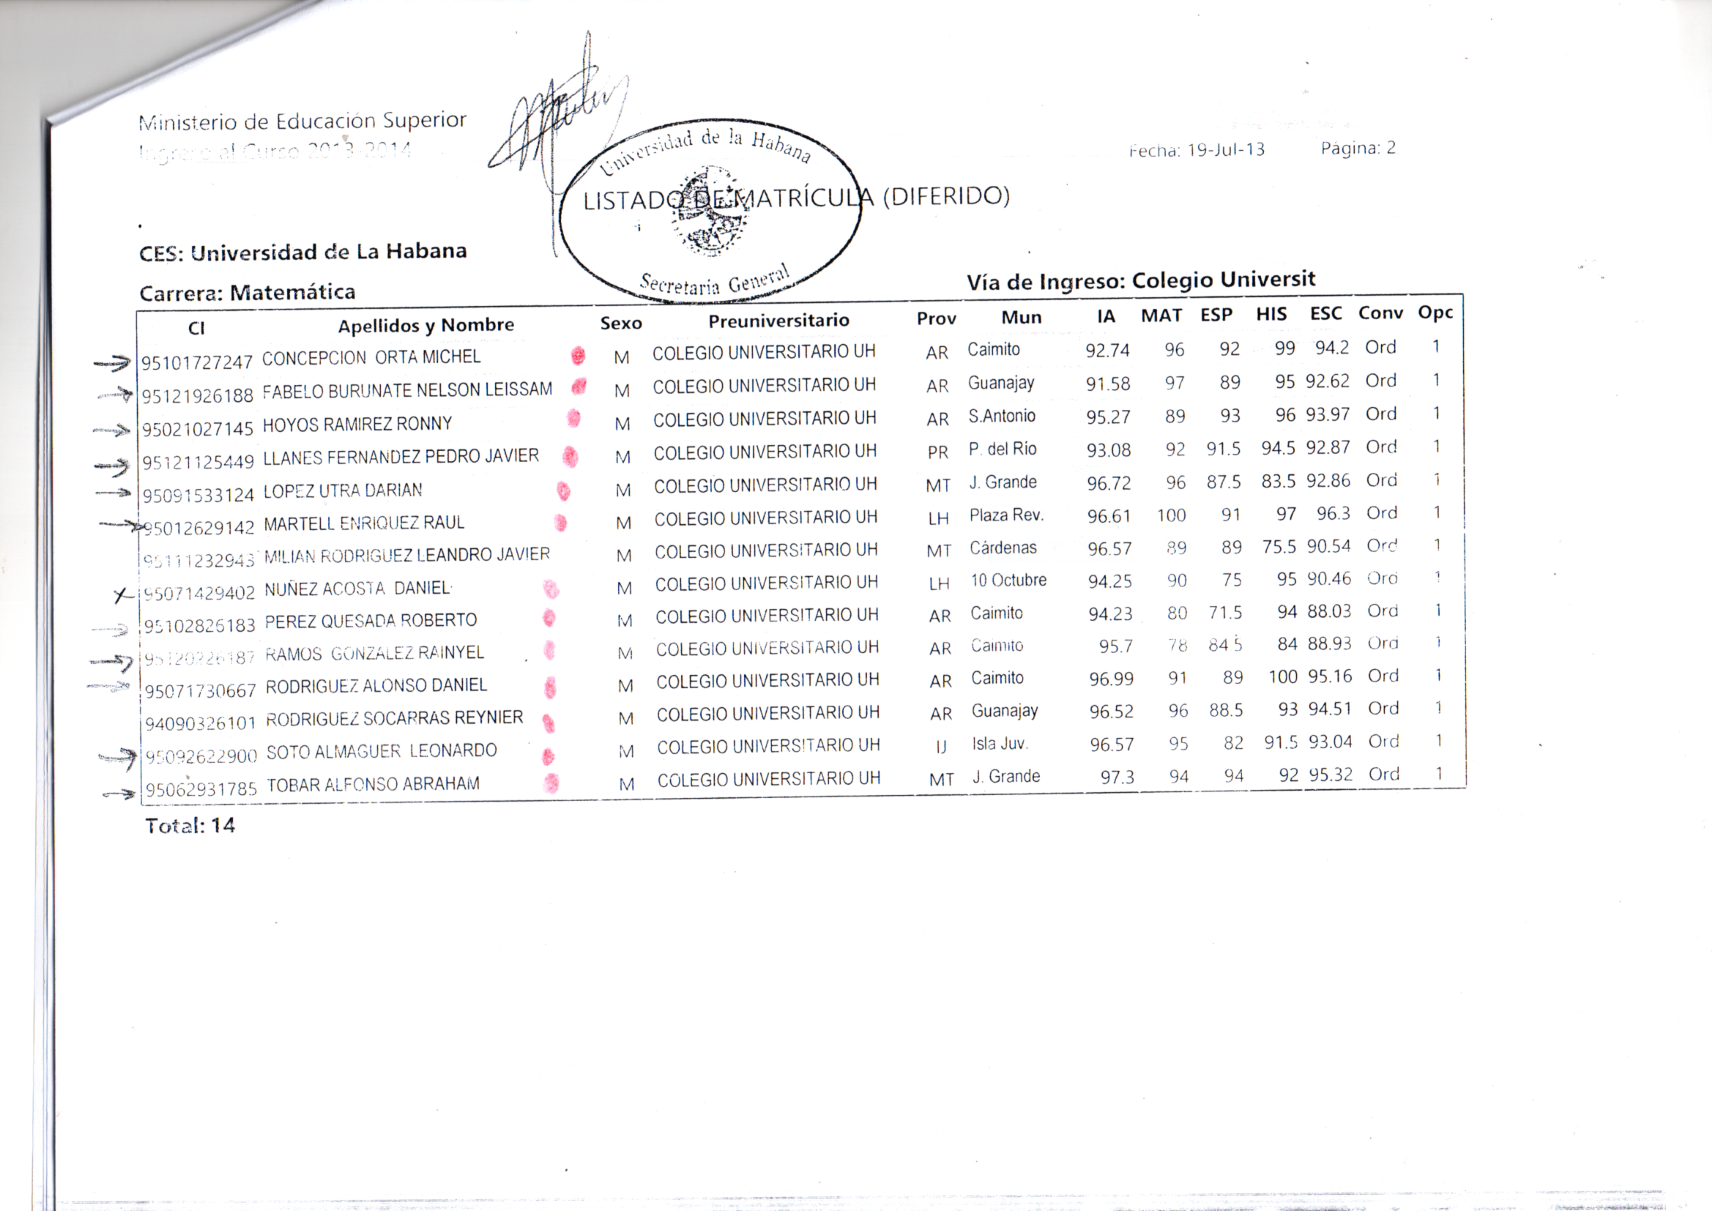 Ministerio de Educación Superior
Ingreso al Curso 2013-2014
Fecha: 19-Jul-13 Página: 2
Universidad de la Habana
LISTADO DE MATRÍCULA (DIFERIDO)
Secretaria General
CES: Universidad de La Habana
Carrera: Matemática Vía de Ingreso: Colegio Universit
CI Apellidos y Nombre Sexo Preuniversitario Prov Mun IA MAT ESP HIS ESC Conv Opc
95101727247 CONCEPCION ORTA MICHEL M COLEGIO UNIVERSITARIO UH AR Caimito 92.74 96 92 99 94.2 Ord 1
95121926188 FABELO BURUNATE NELSON LEISSAM M COLEGIO UNIVERSITARIO UH AR Guanajay 91.58 97 89 95 92.62 Ord 1
95021027145 HOYOS RAMIREZ RONNY M COLEGIO UNIVERSITARIO UH AR S.Antonio 95.27 89 93 96 93.97 Ord 1
95121125449 LLANES FERNANDEZ PEDRO JAVIER M COLEGIO UNIVERSITARIO UH PR P. del Río 93.08 92 91.5 94.5 92.87 Ord 1
95091533124 LOPEZ UTRA DARIAN M COLEGIO UNIVERSITARIO UH MT J. Grande 96.72 96 87.5 83.5 92.86 Ord 1
95012629142 MARTELL ENRIQUEZ RAUL M COLEGIO UNIVERSITARIO UH LH Plaza Rev. 96.61 100 91 97 96.3 Ord 1
95111232943 MILIAN RODRIGUEZ LEANDRO JAVIER M COLEGIO UNIVERSITARIO UH MT Cárdenas 96.57 89 89 75.5 90.54 Ord 1
95071429402 NUÑEZ ACOSTA DANIEL M COLEGIO UNIVERSITARIO UH LH 10 Octubre 94.25 90 75 95 90.46 Ord 1
95102826183 PEREZ QUESADA ROBERTO M COLEGIO UNIVERSITARIO UH AR Caimito 94.23 80 71.5 94 88.03 Ord 1
RAMOS GONZALEZ RAINYEL M COLEGIO UNIVERSITARIO UH AR Caimito 95.7 78 84.5 84 88.93 Ord 1
95071730667 RODRIGUEZ ALONSO DANIEL M COLEGIO UNIVERSITARIO UH AR Caimito 96.99 91 89 100 95.16 Ord 1
94090326101 RODRIGUEZ SOCARRAS REYNIER M COLEGIO UNIVERSITARIO UH AR Guanajay 96.52 96 88.5 93 94.51 Ord 1
95092622900 SOTO ALMAGUER LEONARDO M COLEGIO UNIVERSITARIO UH IJ Isla Juv. 96.57 95 82 91.5 93.04 Ord 1
95062931785 TOBAR ALFONSO ABRAHAM M COLEGIO UNIVERSITARIO UH MT J. Grande 97.3 94 94 92 95.32 Ord 1
Total: 14